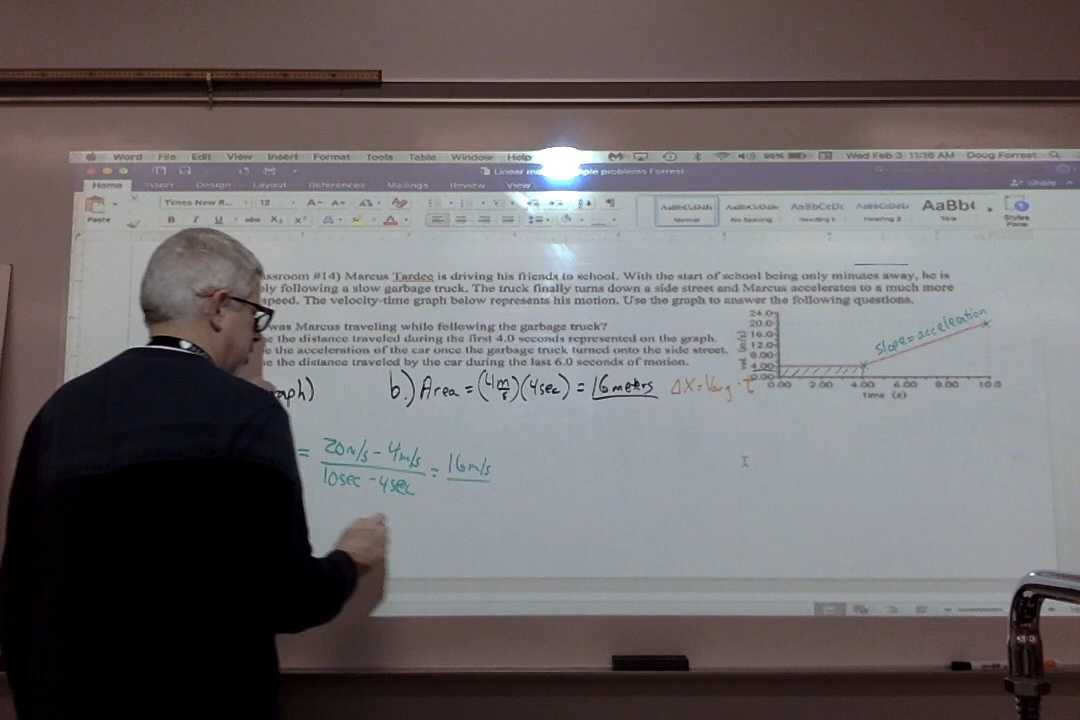 Word File Edit View Insert Format Tools Table Window Help Wed Feb 3 11:16 AM Doug Forrest
Home Insert Design Layout References Mailings Review View Share
Paste Times New R... 12 Normal No Spacing Heading 1 Heading 2 Title Styles Pane
ssroom #14) Marcus Tardee is driving his friends to school. With the start of school being only minutes away, he is
ly following a slow garbage truck. The truck finally turns down a side street and Marcus accelerates to a much more
speed. The velocity-time graph below represents his motion. Use the graph to answer the following questions.
was Marcus traveling while following the garbage truck?
e the distance traveled during the first 4.0 seconds represented on the graph.
e the acceleration of the car once the garbage truck turned onto the side street.
e the distance traveled by the car during the last 6.0 seconds of motion.
24.0
20.0
16.0
12.0
8.00
4.00
0.00
0.00 2.00 4.00 6.00 8.00 10.0
vel (m/s)
time (s)
slope = acceleration
aph) b.) Area = (4 m/s)(4sec) = 16 meters ΔX = Vavg · t
= 20m/s - 4m/s = 16m/s
10sec - 4sec